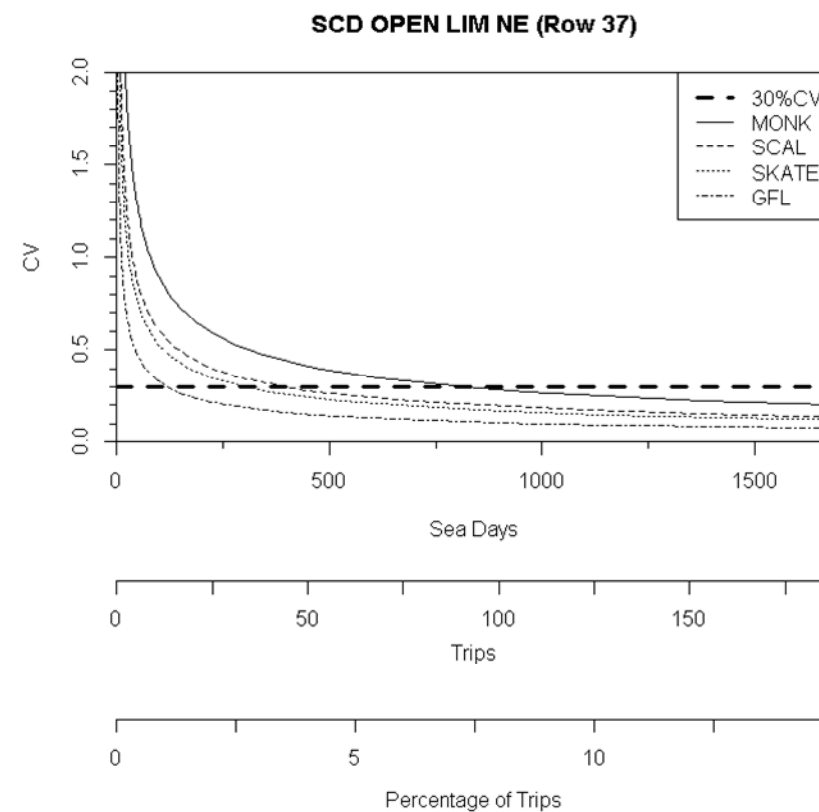 SCD OPEN LIM NE (Row 37)
2.0
1.5
1.0
0.5
0.0
CV
30%CV
MONK
SCAL
SKATE
GFL
0 500 1000 1500
Sea Days
0 50 100 150
Trips
0 5 10
Percentage of Trips